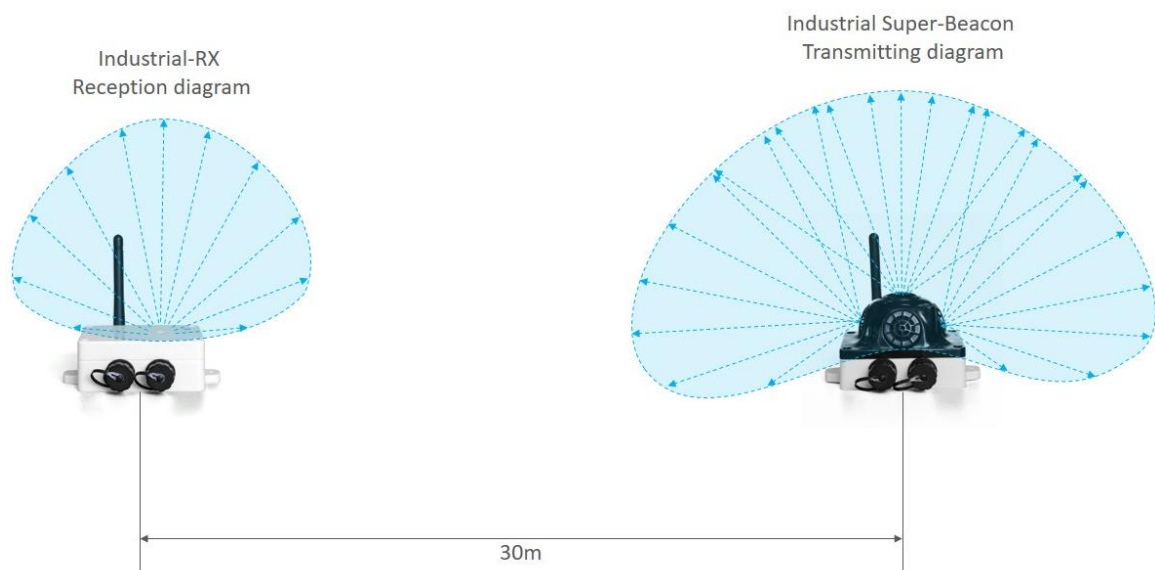 Industrial-RX
Reception diagram
Industrial Super-Beacon
Transmitting diagram
30m